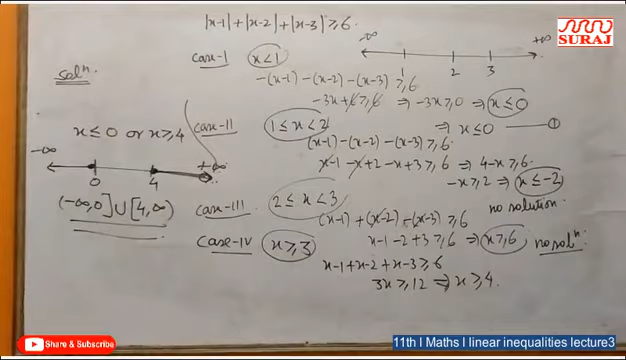 |x-1|+|x-2|+|x-3| ≥ 6.
SURAJ
Solⁿ.
Case-I x<1
-∞ 1 2 3 +∞
-(x-1) -(x-2) -(x-3) ≥ 6
-3x+6 ≥ 6 ⇒ -3x ≥ 0 ⇒ x ≤ 0
⇒ x ≤ 0 ①
x ≤ 0 or x ≥ 4
-∞ 0 4 +∞
(-∞,0] ∪ [4,∞)
Case-II 1 ≤ x < 2
(x-1) -(x-2) -(x-3) ≥ 6
x-1 -x+2 -x+3 ≥ 6 ⇒ 4-x ≥ 6.
-x ≥ 2 ⇒ x ≤ -2
no solution.
Case-III 2 ≤ x < 3
(x-1) + (x-2) - (x-3) ≥ 6
x-1-2+3 ≥ 6 ⇒ x ≥ 6 no solⁿ.
Case-IV x ≥ 3
x-1+x-2+x-3 ≥ 6
3x ≥ 12 ⇒ x ≥ 4.
Share & Subscribe
11th I Maths I linear inequalities lecture3